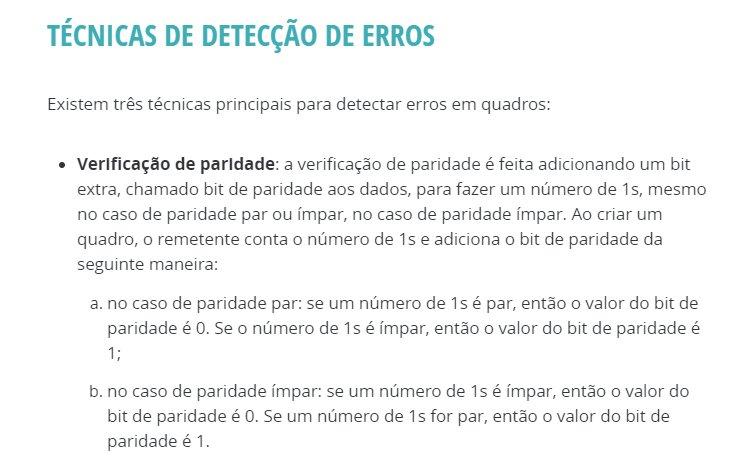 TÉCNICAS DE DETECÇÃO DE ERROS
Existem três técnicas principais para detectar erros em quadros:
• Verificação de paridade: a verificação de paridade é feita adicionando um bit
extra, chamado bit de paridade aos dados, para fazer um número de 1s, mesmo
no caso de paridade par ou ímpar, no caso de paridade ímpar. Ao criar um
quadro, o remetente conta o número de 1s e adiciona o bit de paridade da
seguinte maneira:
a. no caso de paridade par: se um número de 1s é par, então o valor do bit de
paridade é 0. Se o número de 1s é ímpar, então o valor do bit de paridade é
1;
b. no caso de paridade ímpar: se um número de 1s é ímpar, então o valor do
bit de paridade é 0. Se um número de 1s for par, então o valor do bit de
paridade é 1.